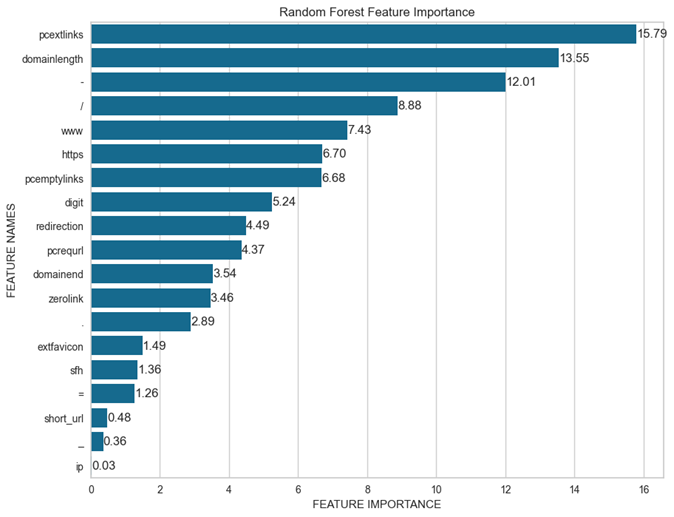 Random Forest Feature Importance
FEATURE NAMES
pcextlinks 15.79
domainlength 13.55
- 12.01
/ 8.88
www 7.43
https 6.70
pcemptylinks 6.68
digit 5.24
redirection 4.49
pcrequrl 4.37
domainend 3.54
zerolink 3.46
. 2.89
extfavicon 1.49
sfh 1.36
= 1.26
short_url 0.48
_ 0.36
ip 0.03
0 2 4 6 8 10 12 14 16
FEATURE IMPORTANCE